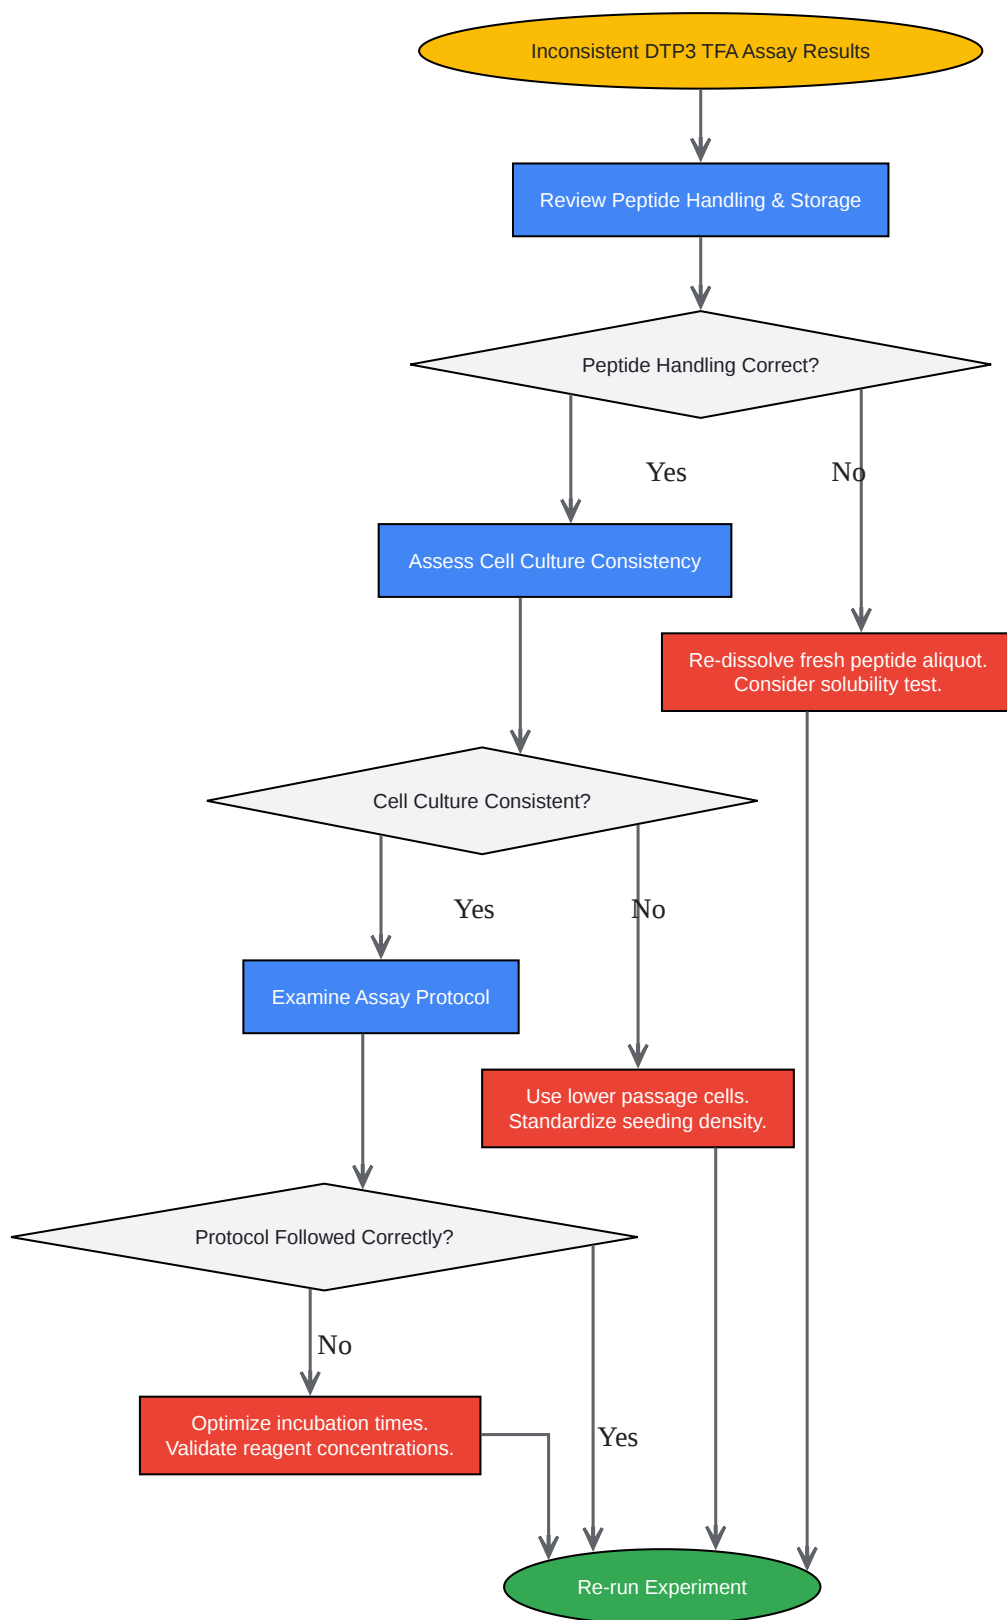 Inconsistent DTP3 TFA Assay Results
Review Peptide Handling & Storage
Peptide Handling Correct?
Yes
No
Assess Cell Culture Consistency
Re-dissolve fresh peptide aliquot.
Consider solubility test.
Cell Culture Consistent?
Yes
No
Examine Assay Protocol
Use lower passage cells.
Standardize seeding density.
Protocol Followed Correctly?
No
Optimize incubation times.
Validate reagent concentrations.
Yes
Re-run Experiment